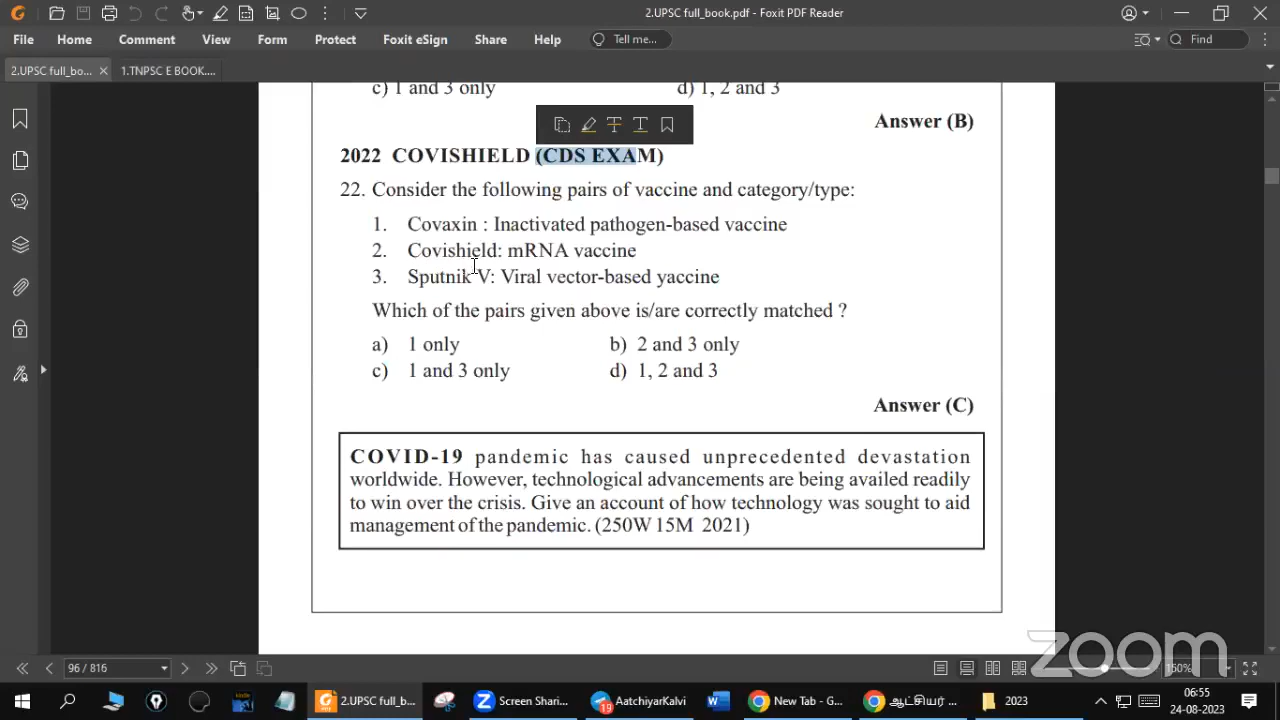 2.UPSC full_book.pdf - Foxit PDF Reader
File Home Comment View Form Protect Foxit eSign Share Help Tell me... Find
2.UPSC full_bo... 1.TNPSC E BOOK....
c) 1 and 3 only d) 1, 2 and 3
Answer (B)
2022 COVISHIELD (CDS EXAM)
22. Consider the following pairs of vaccine and category/type:
1. Covaxin : Inactivated pathogen-based vaccine
2. Covishield: mRNA vaccine
3. Sputnik V: Viral vector-based yaccine
Which of the pairs given above is/are correctly matched ?
a) 1 only b) 2 and 3 only
c) 1 and 3 only d) 1, 2 and 3
Answer (C)
COVID-19 pandemic has caused unprecedented devastation
worldwide. However, technological advancements are being availed readily
to win over the crisis. Give an account of how technology was sought to aid
management of the pandemic. (250W 15M 2021)
zoom
96 / 816 150%
2.UPSC full_b... Screen Shari... 19 AatchiyarKalvi New Tab - G... ஆட்சியர் ... 2023 06:55
24-08-2023